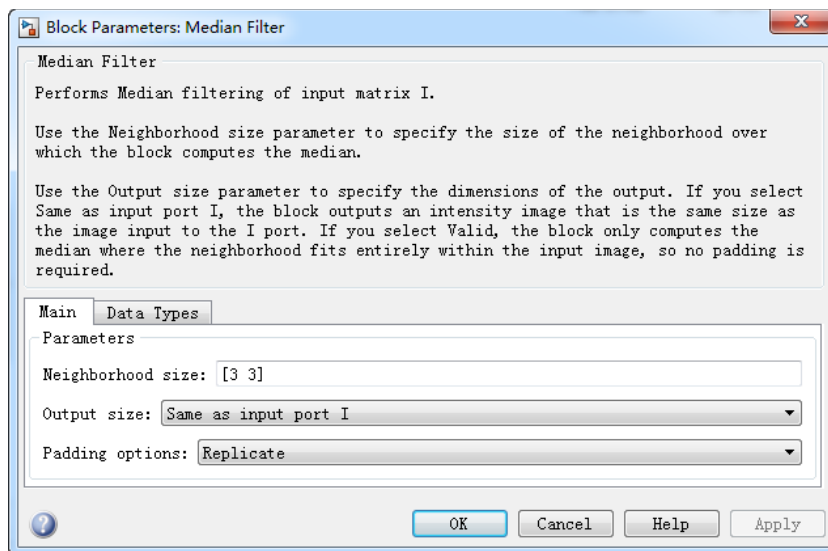 Block Parameters: Median Filter
Median Filter
Performs Median filtering of input matrix I.
Use the Neighborhood size parameter to specify the size of the neighborhood over
which the block computes the median.
Use the Output size parameter to specify the dimensions of the output. If you select
Same as input port I, the block outputs an intensity image that is the same size as
the image input to the I port. If you select Valid, the block only computes the
median where the neighborhood fits entirely within the input image, so no padding is
required.
Main Data Types
Parameters
Neighborhood size: [3 3]
Output size: Same as input port I
Padding options: Replicate
OK Cancel Help Apply